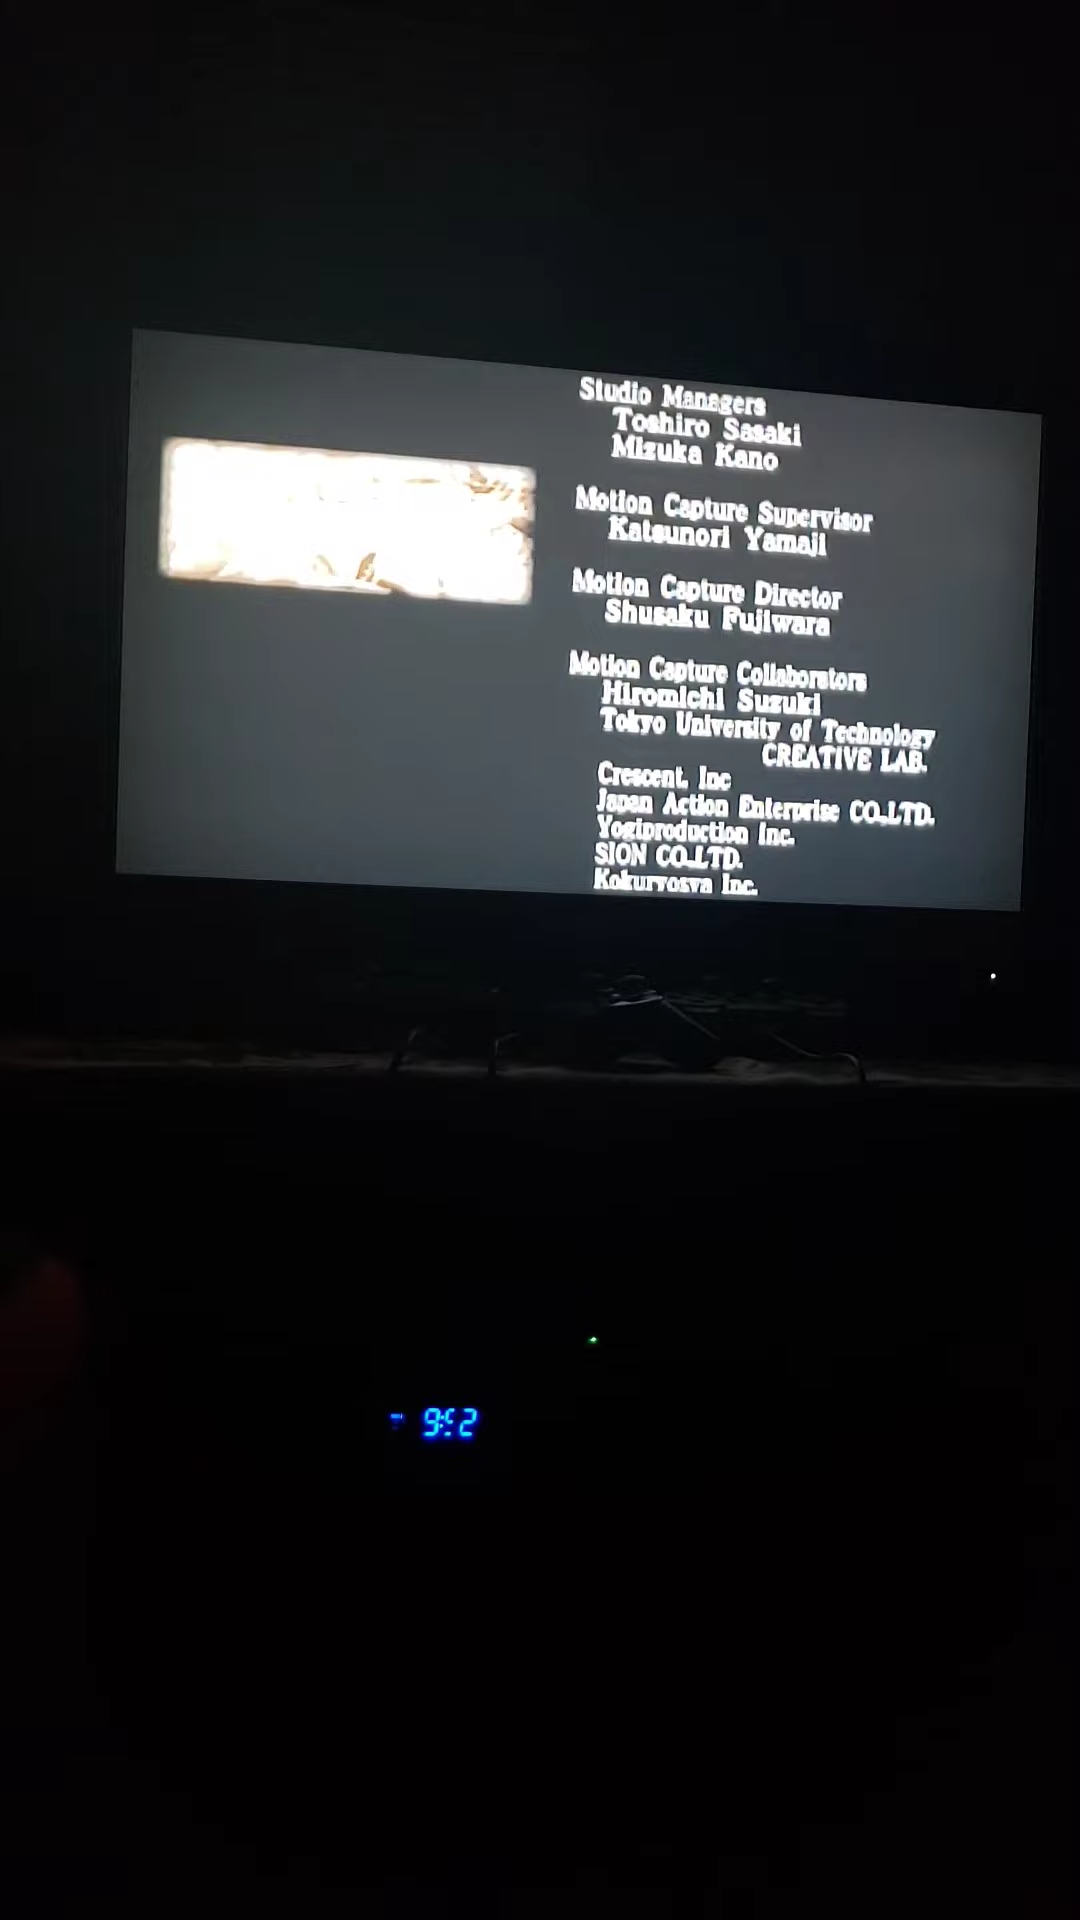 Studio Managers
Toshiro Sasaki
Mizuka Kano
Motion Capture Supervisor
Katsunori Yamaji
Motion Capture Director
Shusaku Fujiwara
Motion Capture Collaborators
Hiromichi Suzuki
Tokyo University of Technology
CREATIVE LAB.
Crescent, Inc
Japan Action Enterprise CO.,LTD.
Yogiproduction Inc.
SION CO.LTD.
Kokuryosya Inc.
9:52